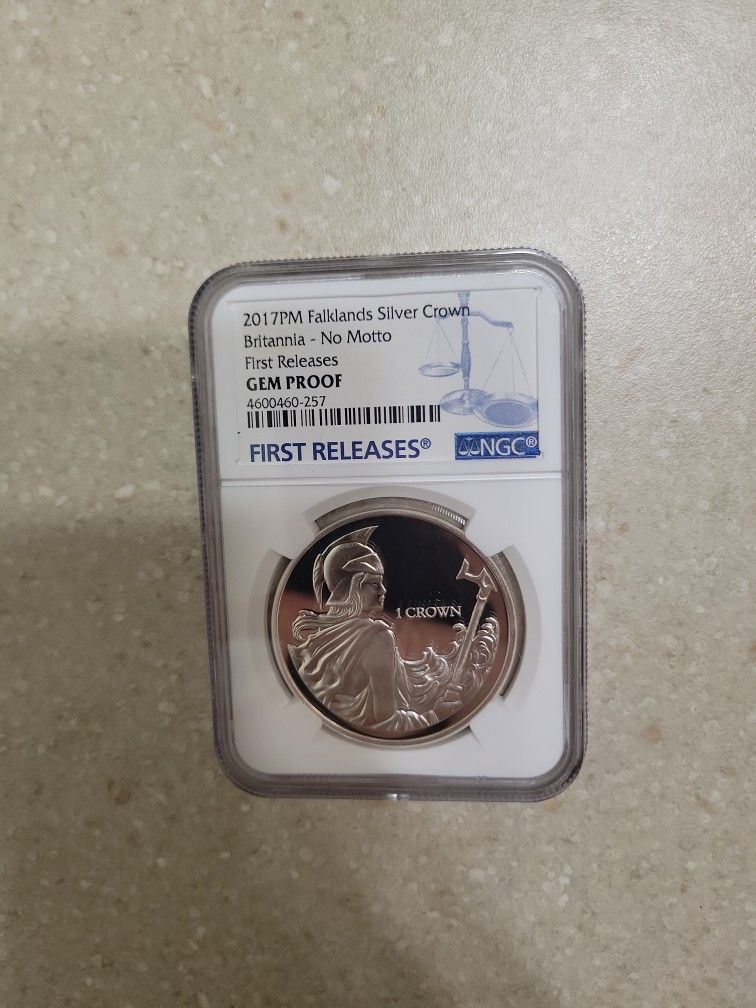 2017PM Falklands Silver Crown
Britannia - No Motto
First Releases
GEM PROOF
4600460-257
FIRST RELEASES® NGC®
1 CROWN